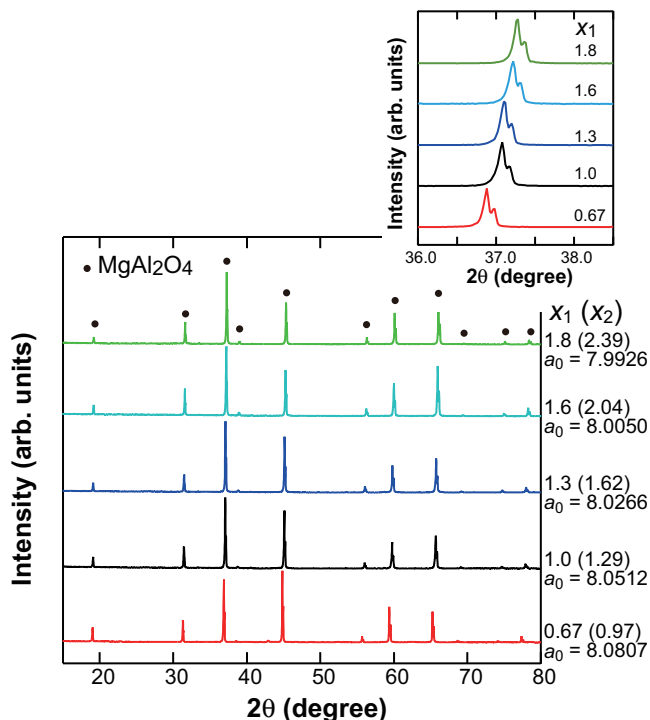 x1
1.8
1.6
1.3
1.0
0.67
Intensity (arb. units)
36.0 37.0 38.0
2θ (degree)
• MgAl2O4
x1 (x2)
1.8 (2.39)
a0 = 7.9926
1.6 (2.04)
a0 = 8.0050
1.3 (1.62)
a0 = 8.0266
1.0 (1.29)
a0 = 8.0512
0.67 (0.97)
a0 = 8.0807
Intensity (arb. units)
20 30 40 50 60 70 80
2θ (degree)